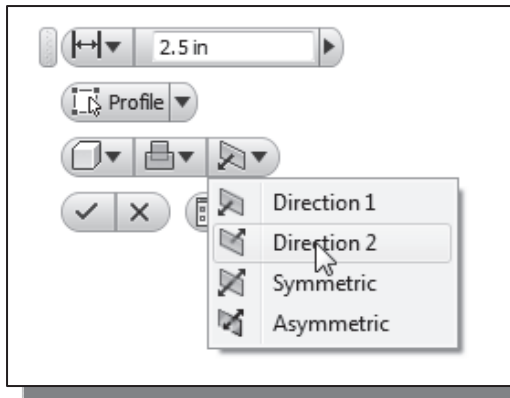 2.5 in
Profile
Direction 1
Direction 2
Symmetric
Asymmetric